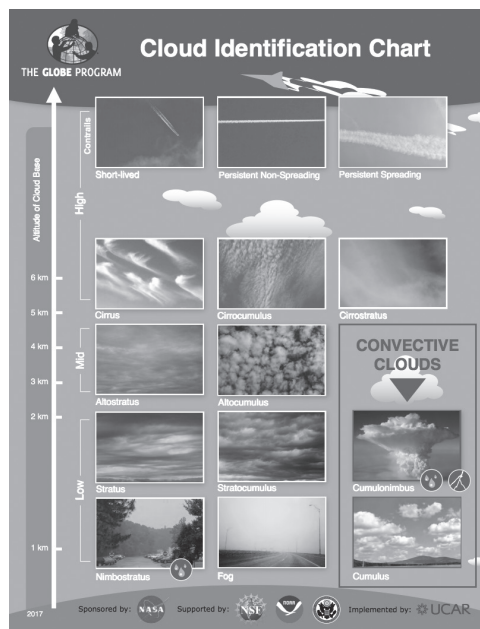 Cloud Identification Chart
THE GLOBE PROGRAM
Altitude of Cloud Base
Contrails
High
Short-lived
Persistent Non-Spreading
Persistent Spreading
6 km
5 km
Cirrus
Cirrocumulus
Cirrostratus
4 km
3 km
Mid
Altostratus
Altocumulus
CONVECTIVE
CLOUDS
2 km
Low
Stratus
Stratocumulus
Cumulonimbus
1 km
Nimbostratus
Fog
Cumulus
2017
Sponsored by:
NASA
Supported by:
NSF
NOAA
Implemented by:
UCAR